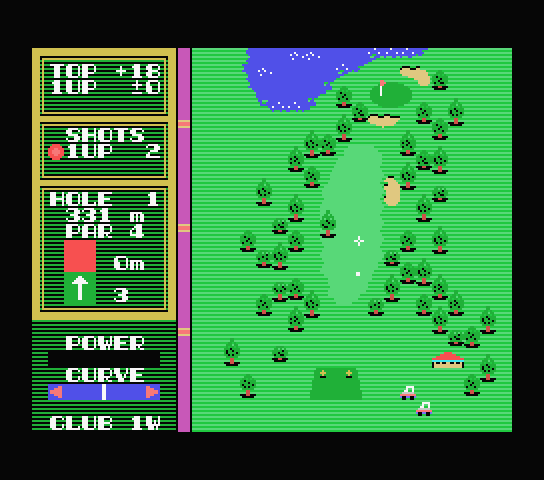 TOP +18
1UP ±0
SHOTS
1UP 2
HOLE 1
331 m
PAR 4
0m
3
POWER
CURVE
CLUB 1W